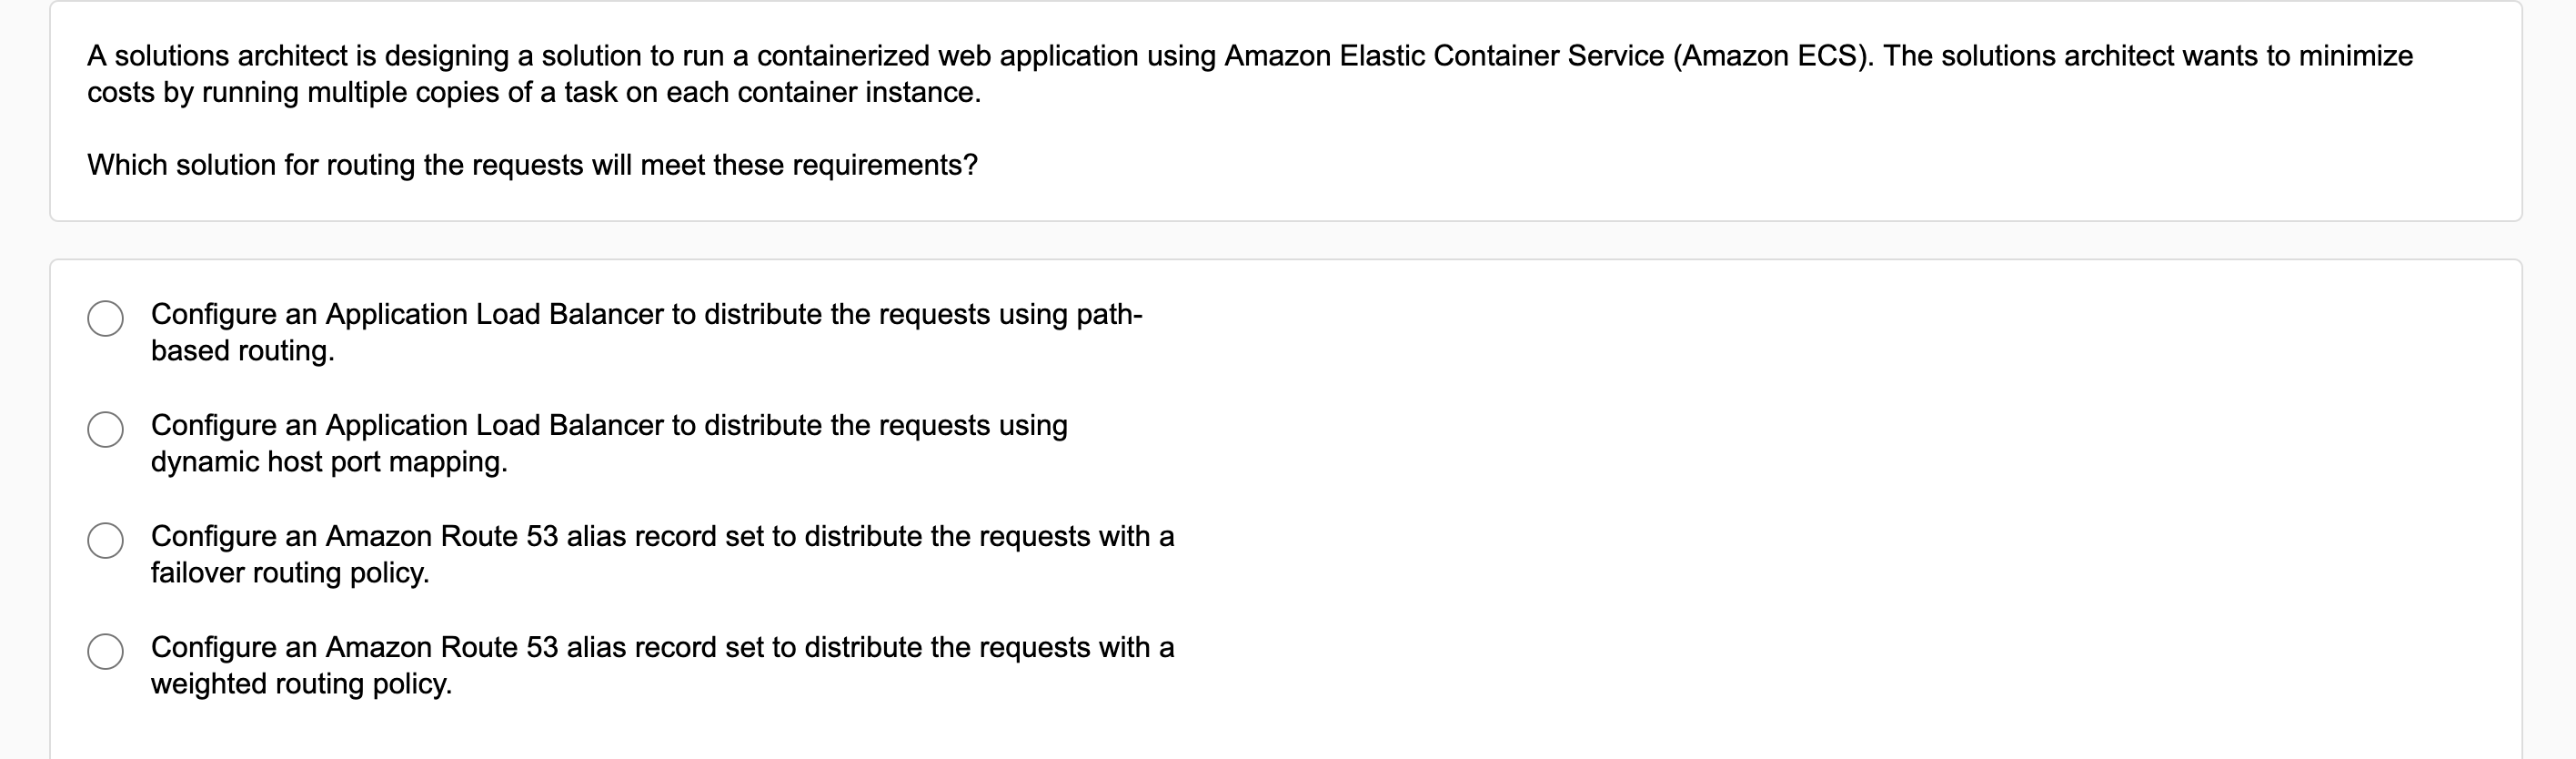 A solutions architect is designing a solution to run a containerized web application using Amazon Elastic Container Service (Amazon ECS). The solutions architect wants to minimize
costs by running multiple copies of a task on each container instance.
Which solution for routing the requests will meet these requirements?
Configure an Application Load Balancer to distribute the requests using path-
based routing.
Configure an Application Load Balancer to distribute the requests using
dynamic host port mapping.
Configure an Amazon Route 53 alias record set to distribute the requests with a
failover routing policy.
Configure an Amazon Route 53 alias record set to distribute the requests with a
weighted routing policy.